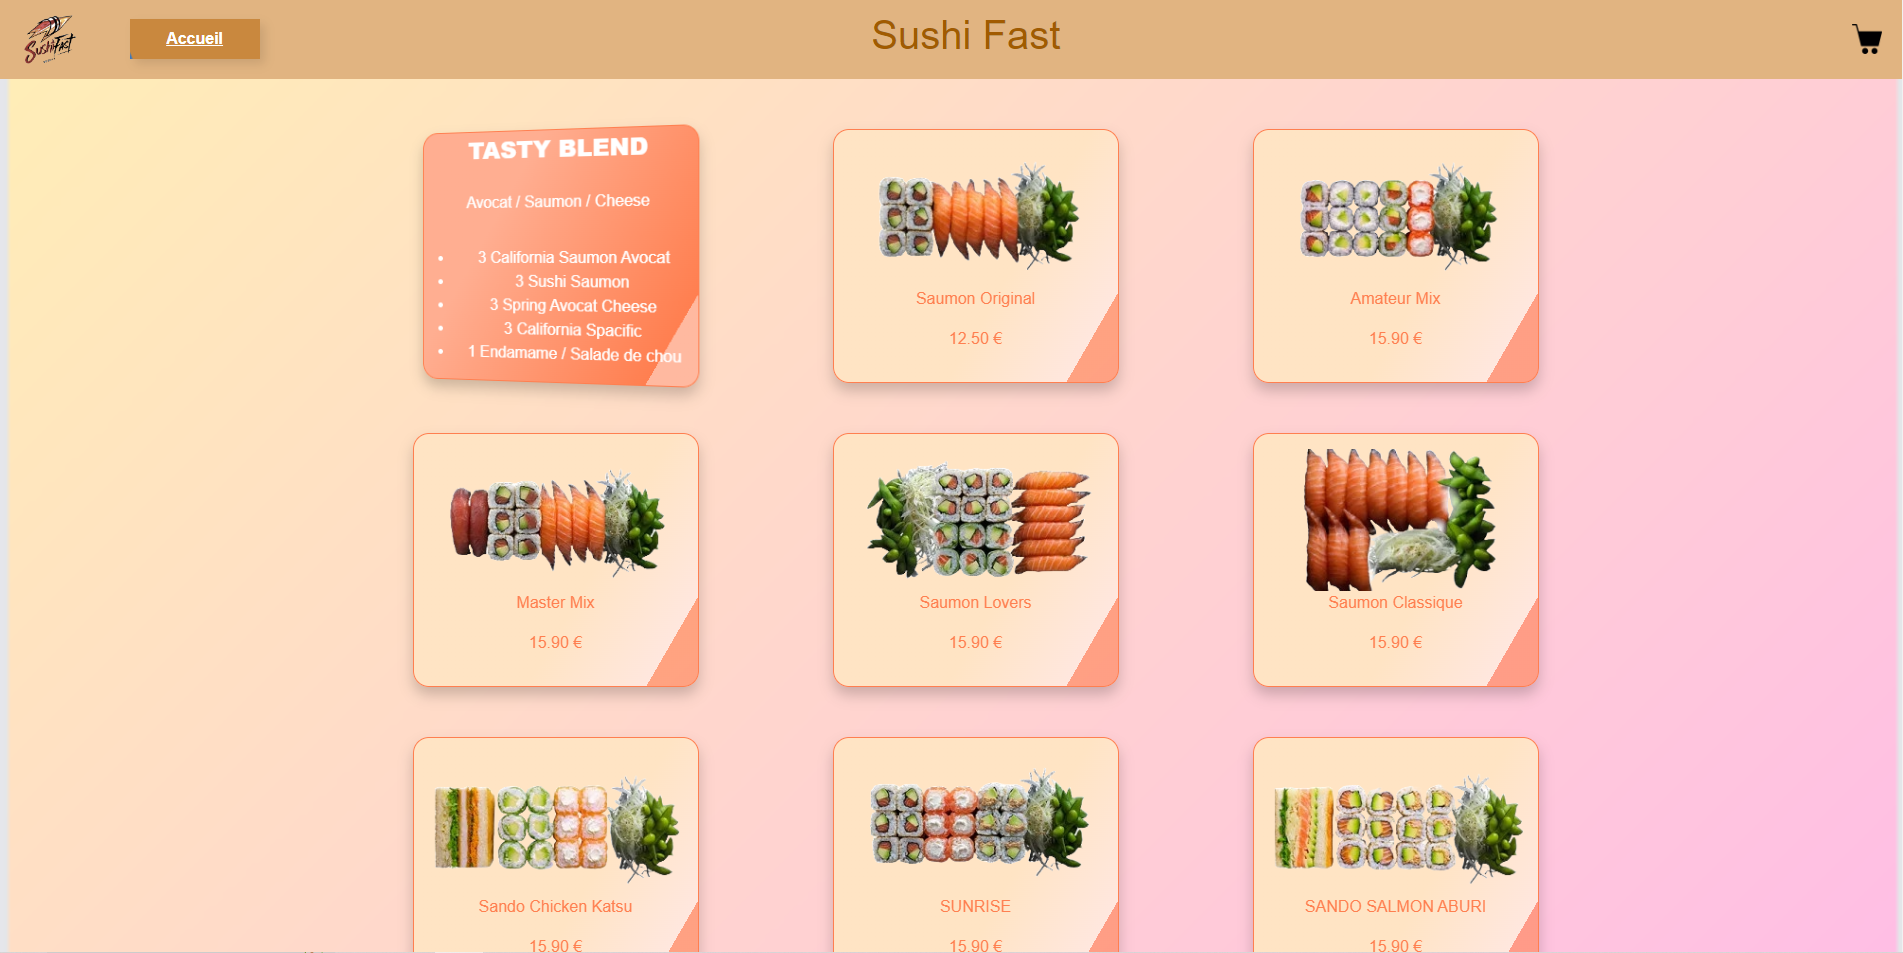 SushiFast
Accueil
Sushi Fast
TASTY BLEND
Avocat / Saumon / Cheese
3 California Saumon Avocat
3 Sushi Saumon
3 Spring Avocat Cheese
3 California Spacific
1 Endamame / Salade de chou
Saumon Original
12.50 €
Amateur Mix
15.90 €
Master Mix
15.90 €
Saumon Lovers
15.90 €
Saumon Classique
15.90 €
Sando Chicken Katsu
15.90 €
SUNRISE
15.90 €
SANDO SALMON ABURI
15.90 €